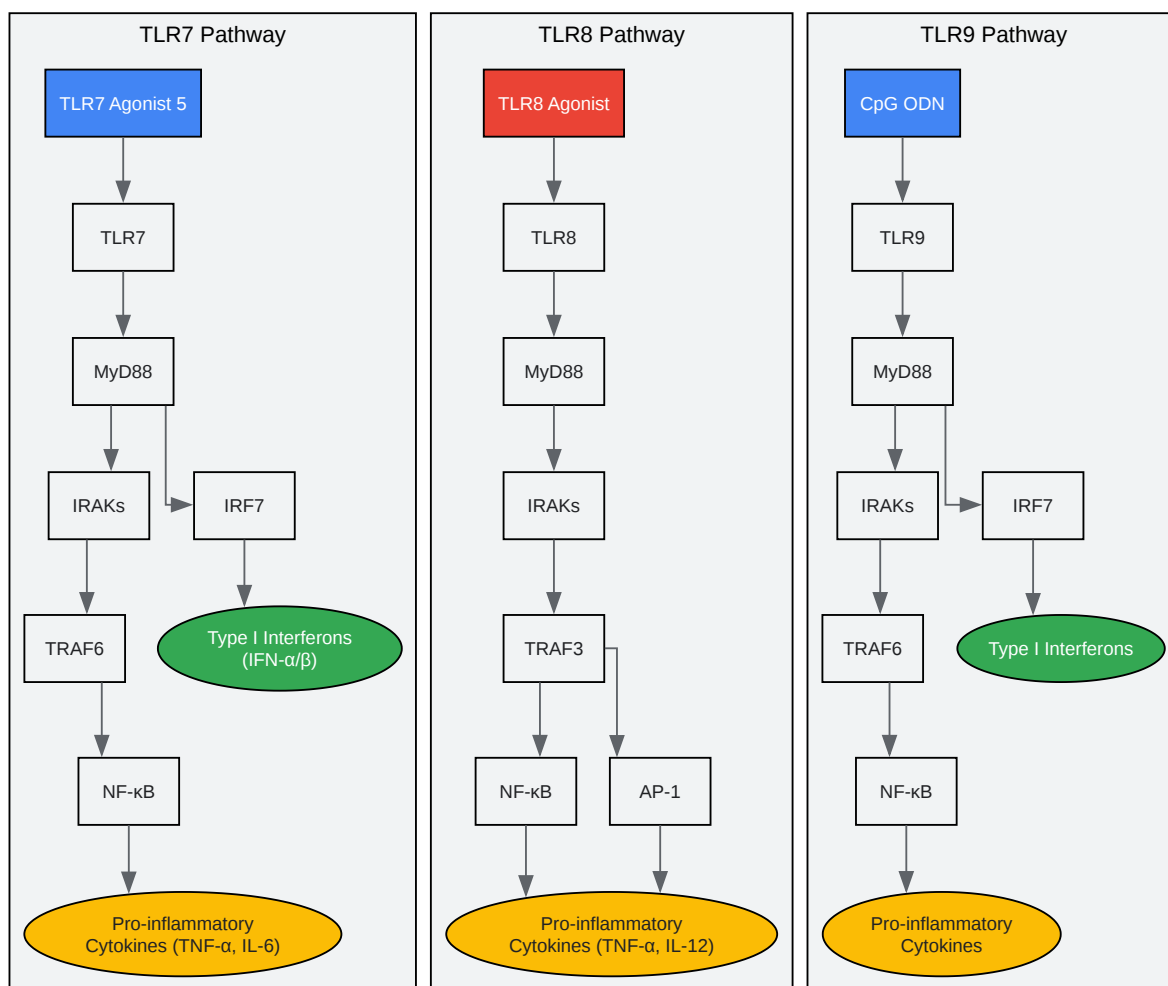 TLR7 Pathway
TLR7 Agonist 5
TLR7
MyD88
IRAKs
IRF7
TRAF6
Type I Interferons
(IFN-α/β)
NF-κB
Pro-inflammatory
Cytokines (TNF-α, IL-6)
TLR8 Pathway
TLR8 Agonist
TLR8
MyD88
IRAKs
TRAF3
NF-κB
AP-1
Pro-inflammatory
Cytokines (TNF-α, IL-12)
TLR9 Pathway
CpG ODN
TLR9
MyD88
IRAKs
IRF7
TRAF6
Type I Interferons
NF-κB
Pro-inflammatory
Cytokines